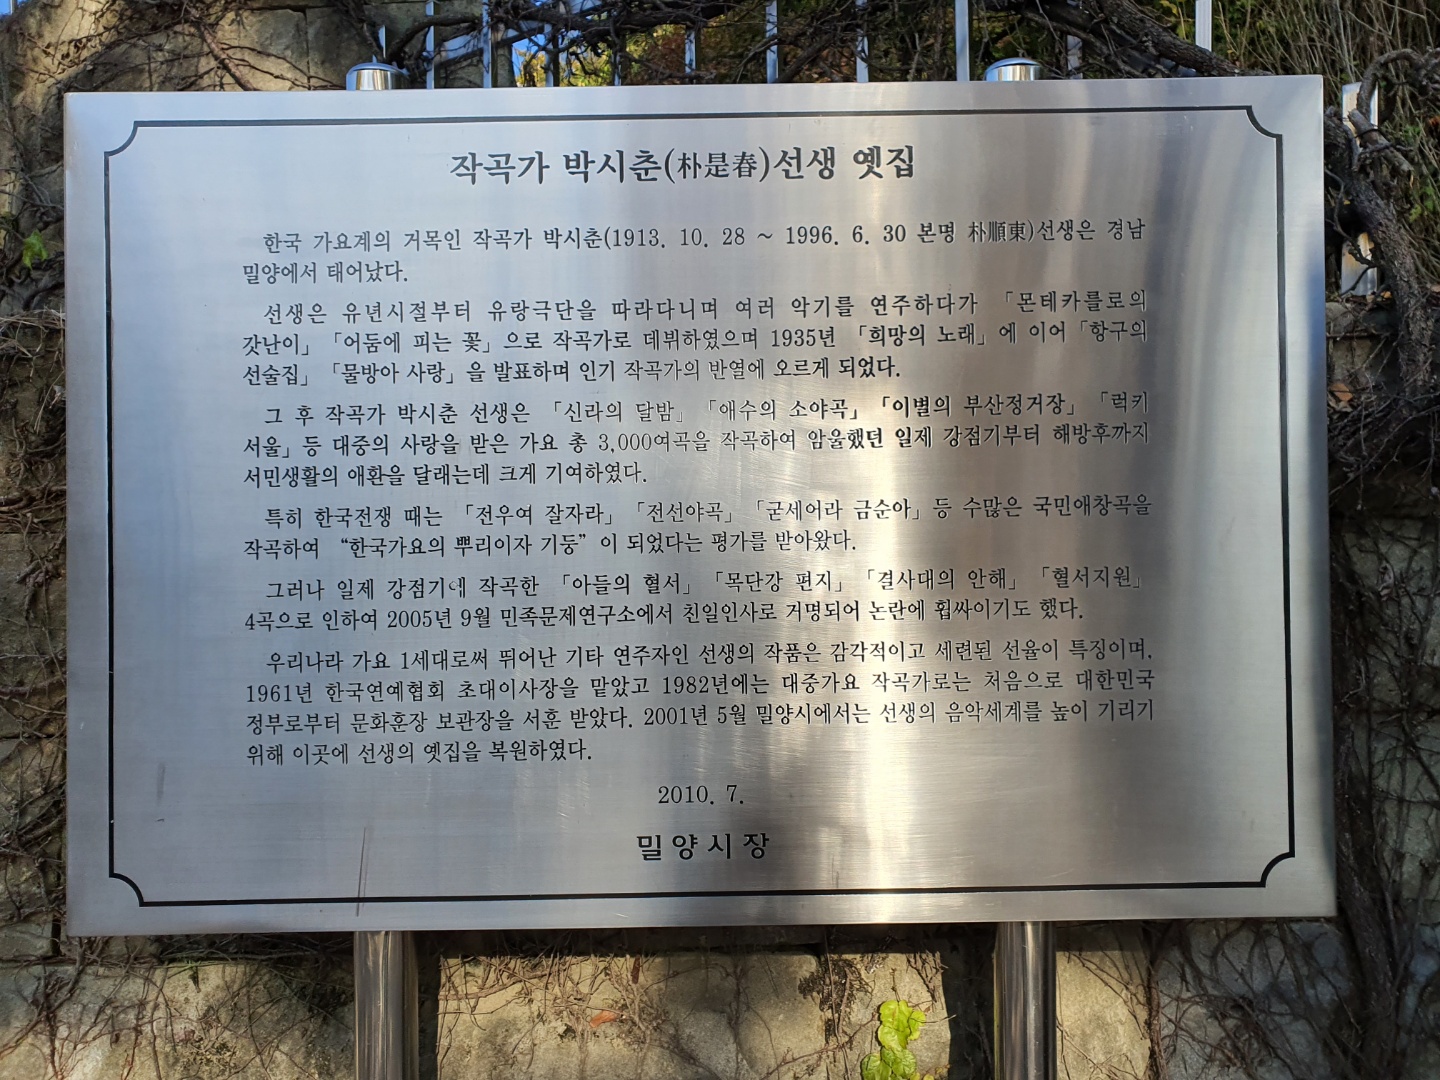 작곡가 박시춘(朴是春)선생 옛집
한국 가요계의 거목인 작곡가 박시춘(1913. 10. 28 ~ 1996. 6. 30 본명 朴順東)선생은 경남
밀양에서 태어났다.
선생은 유년시절부터 유랑극단을 따라다니며 여러 악기를 연주하다가 「몬테카를로의
갓난이」 「어둠에 피는 꽃」으로 작곡가로 데뷔하였으며 1935년 「희망의 노래」에 이어 「항구의
선술집」 「물방아 사랑」을 발표하며 인기 작곡가의 반열에 오르게 되었다.
그 후 작곡가 박시춘 선생은 「신라의 달밤」 「애수의 소야곡」 「이별의 부산정거장」 「럭키
서울」등 대중의 사랑을 받은 가요 총 3,000여곡을 작곡하여 암울했던 일제 강점기부터 해방후까지
서민생활의 애환을 달래는데 크게 기여하였다.
특히 한국전쟁 때는 「전우여 잘자라」 「전선야곡」 「굳세어라 금순아」등 수많은 국민애창곡을
작곡하여 “한국가요의 뿌리이자 기둥”이 되었다는 평가를 받아왔다.
그러나 일제 강점기에 작곡한 「아들의 혈서」 「목단강 편지」 「결사대의 안해」 「혈서지원」
4곡으로 인하여 2005년 9월 민족문제연구소에서 친일인사로 거명되어 논란에 휩싸이기도 했다.
우리나라 가요 1세대로써 뛰어난 기타 연주자인 선생의 작품은 감각적이고 세련된 선율이 특징이며,
1961년 한국연예협회 초대이사장을 맡았고 1982년에는 대중가요 작곡가로는 처음으로 대한민국
정부로부터 문화훈장 보관장을 서훈 받았다. 2001년 5월 밀양시에서는 선생의 음악세계를 높이 기리기
위해 이곳에 선생의 옛집을 복원하였다.
2010. 7.
밀양시장